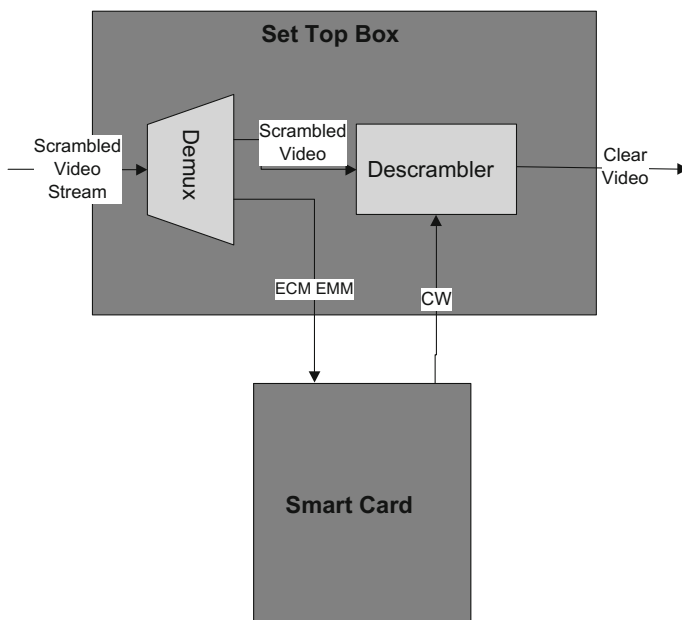 Set Top Box
Scrambled
Video
Stream
Demux
Scrambled
Video
Descrambler
Clear
Video
ECM EMM
CW
Smart Card